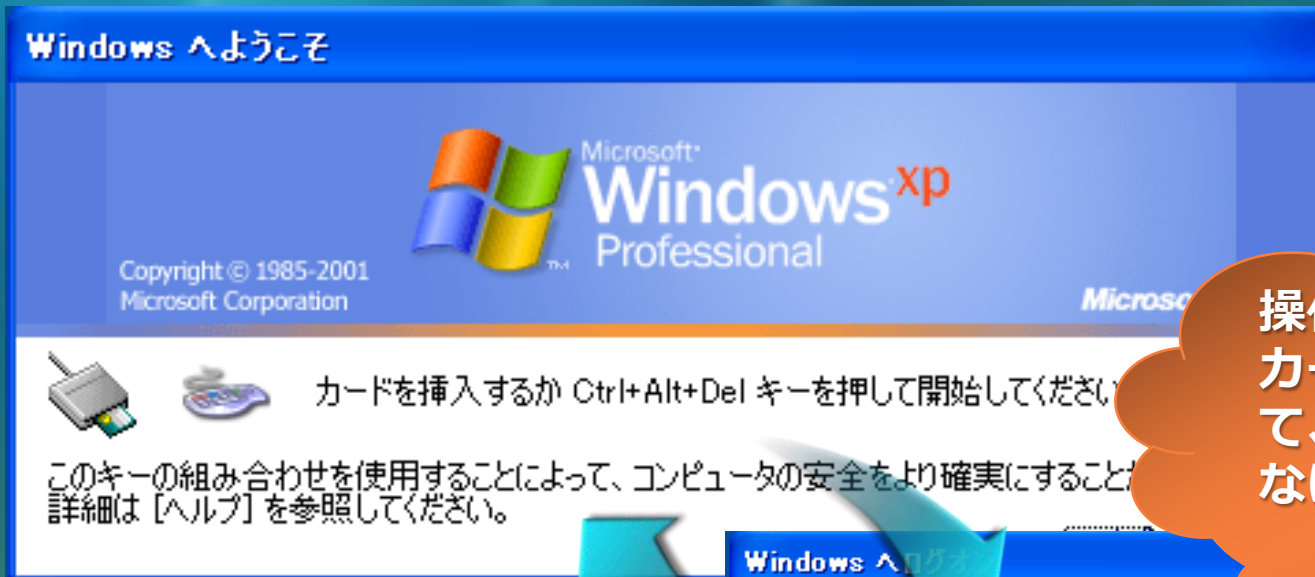 Windows へようこそ
Microsoft
Windows xp
Professional
Copyright © 1985-2001
Microsoft Corporation
カードを挿入するか Ctrl+Alt+Del キーを押して開始してください
このキーの組み合わせを使用することによって、コンピュータの安全をより確実にすること
詳細は [ヘルプ] を参照してください。
て、
Windows へログオン